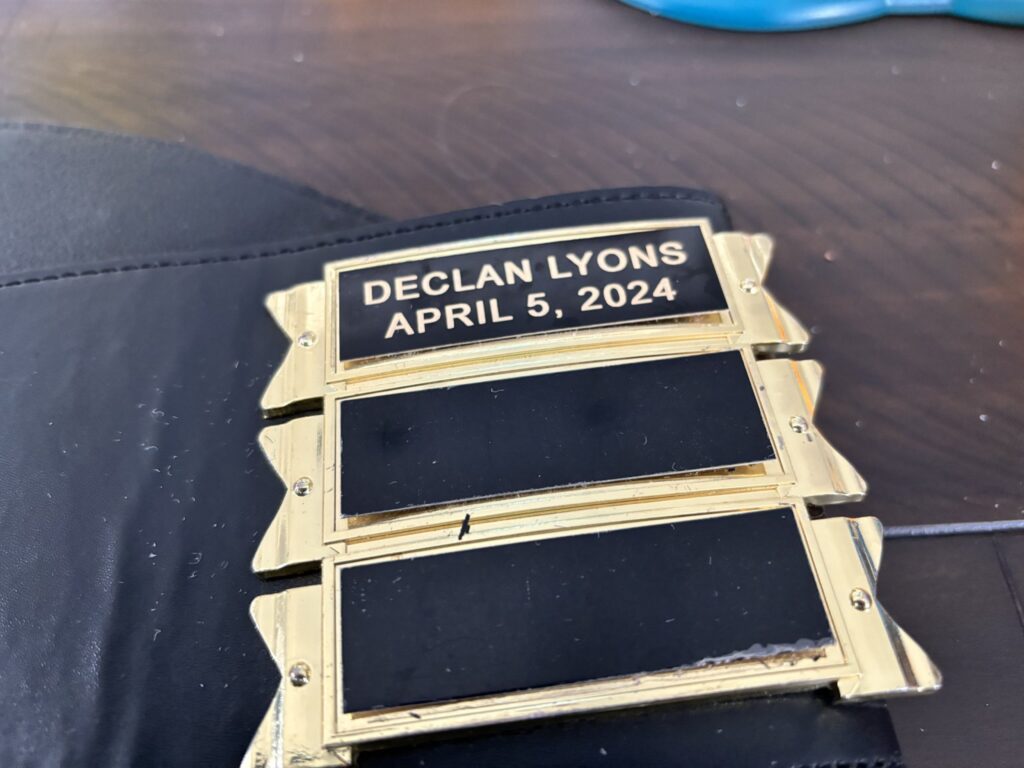 DECLAN LYONS
APRIL 5, 2024